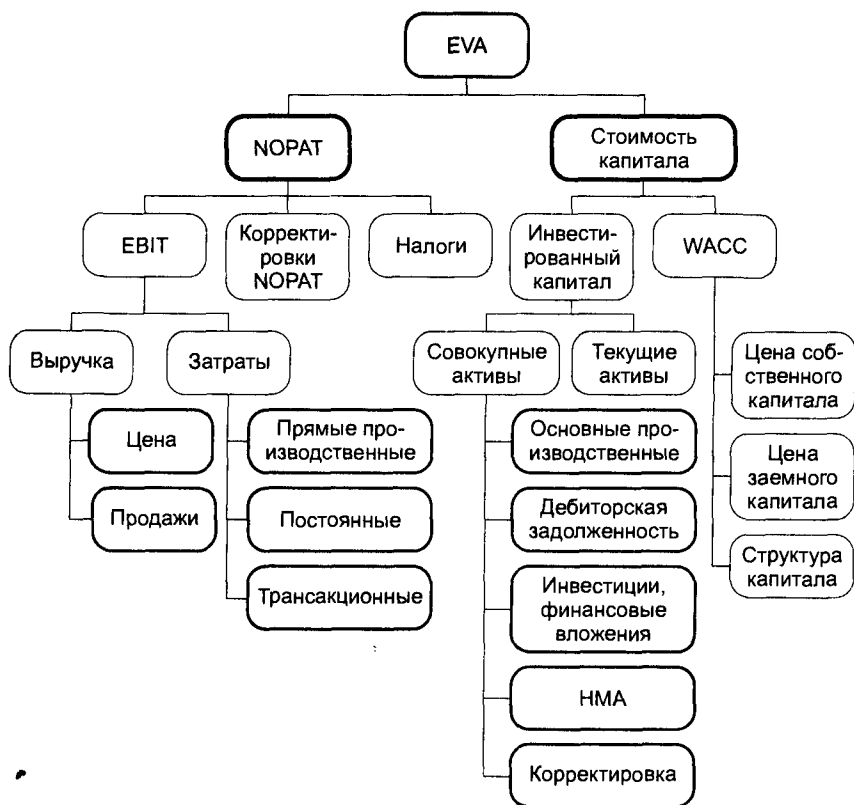 EVA
NOPAT
Стоимость
капитала
EBIT
Корректи-
ровки
NOPAT
Налоги
Инвести-
рованный
капитал
WACC
Выручка
Затраты
Совокупные
активы
Текущие
активы
Цена соб-
ственного
капитала
Цена
Прямые про-
изводственные
Основные про-
изводственные
Цена
заемного
капитала
Продажи
Постоянные
Дебиторская
задолженность
Структура
капитала
Трансакционные
Инвестиции,
финансовые
вложения
НМА
Корректировка